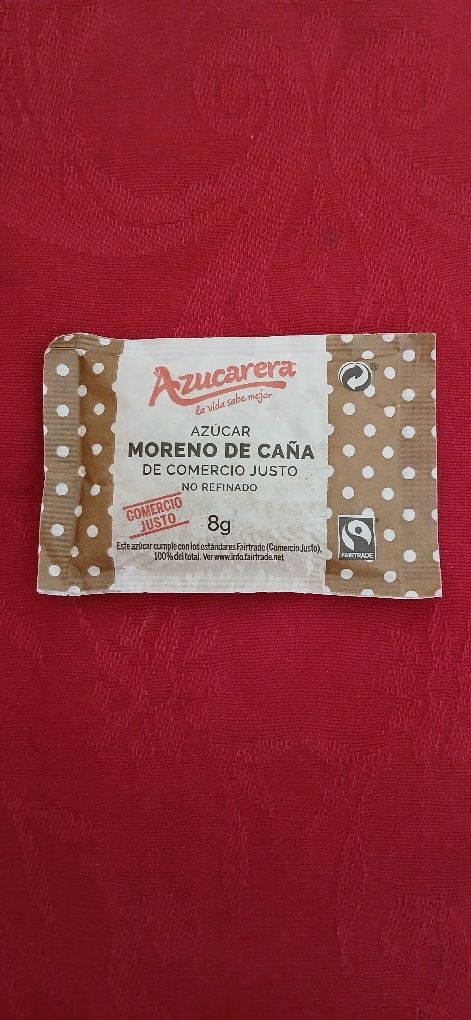 Azucarera
la vida sabe mejor
AZÚCAR
MORENO DE CAÑA
DE COMERCIO JUSTO
NO REFINADO
COMERCIO
JUSTO
8g
Este azúcar cumple con los estándares Fairtrade (Comercio Justo),
100% del total. Ver www.info.fairtrade.net
®
FAIRTRADE